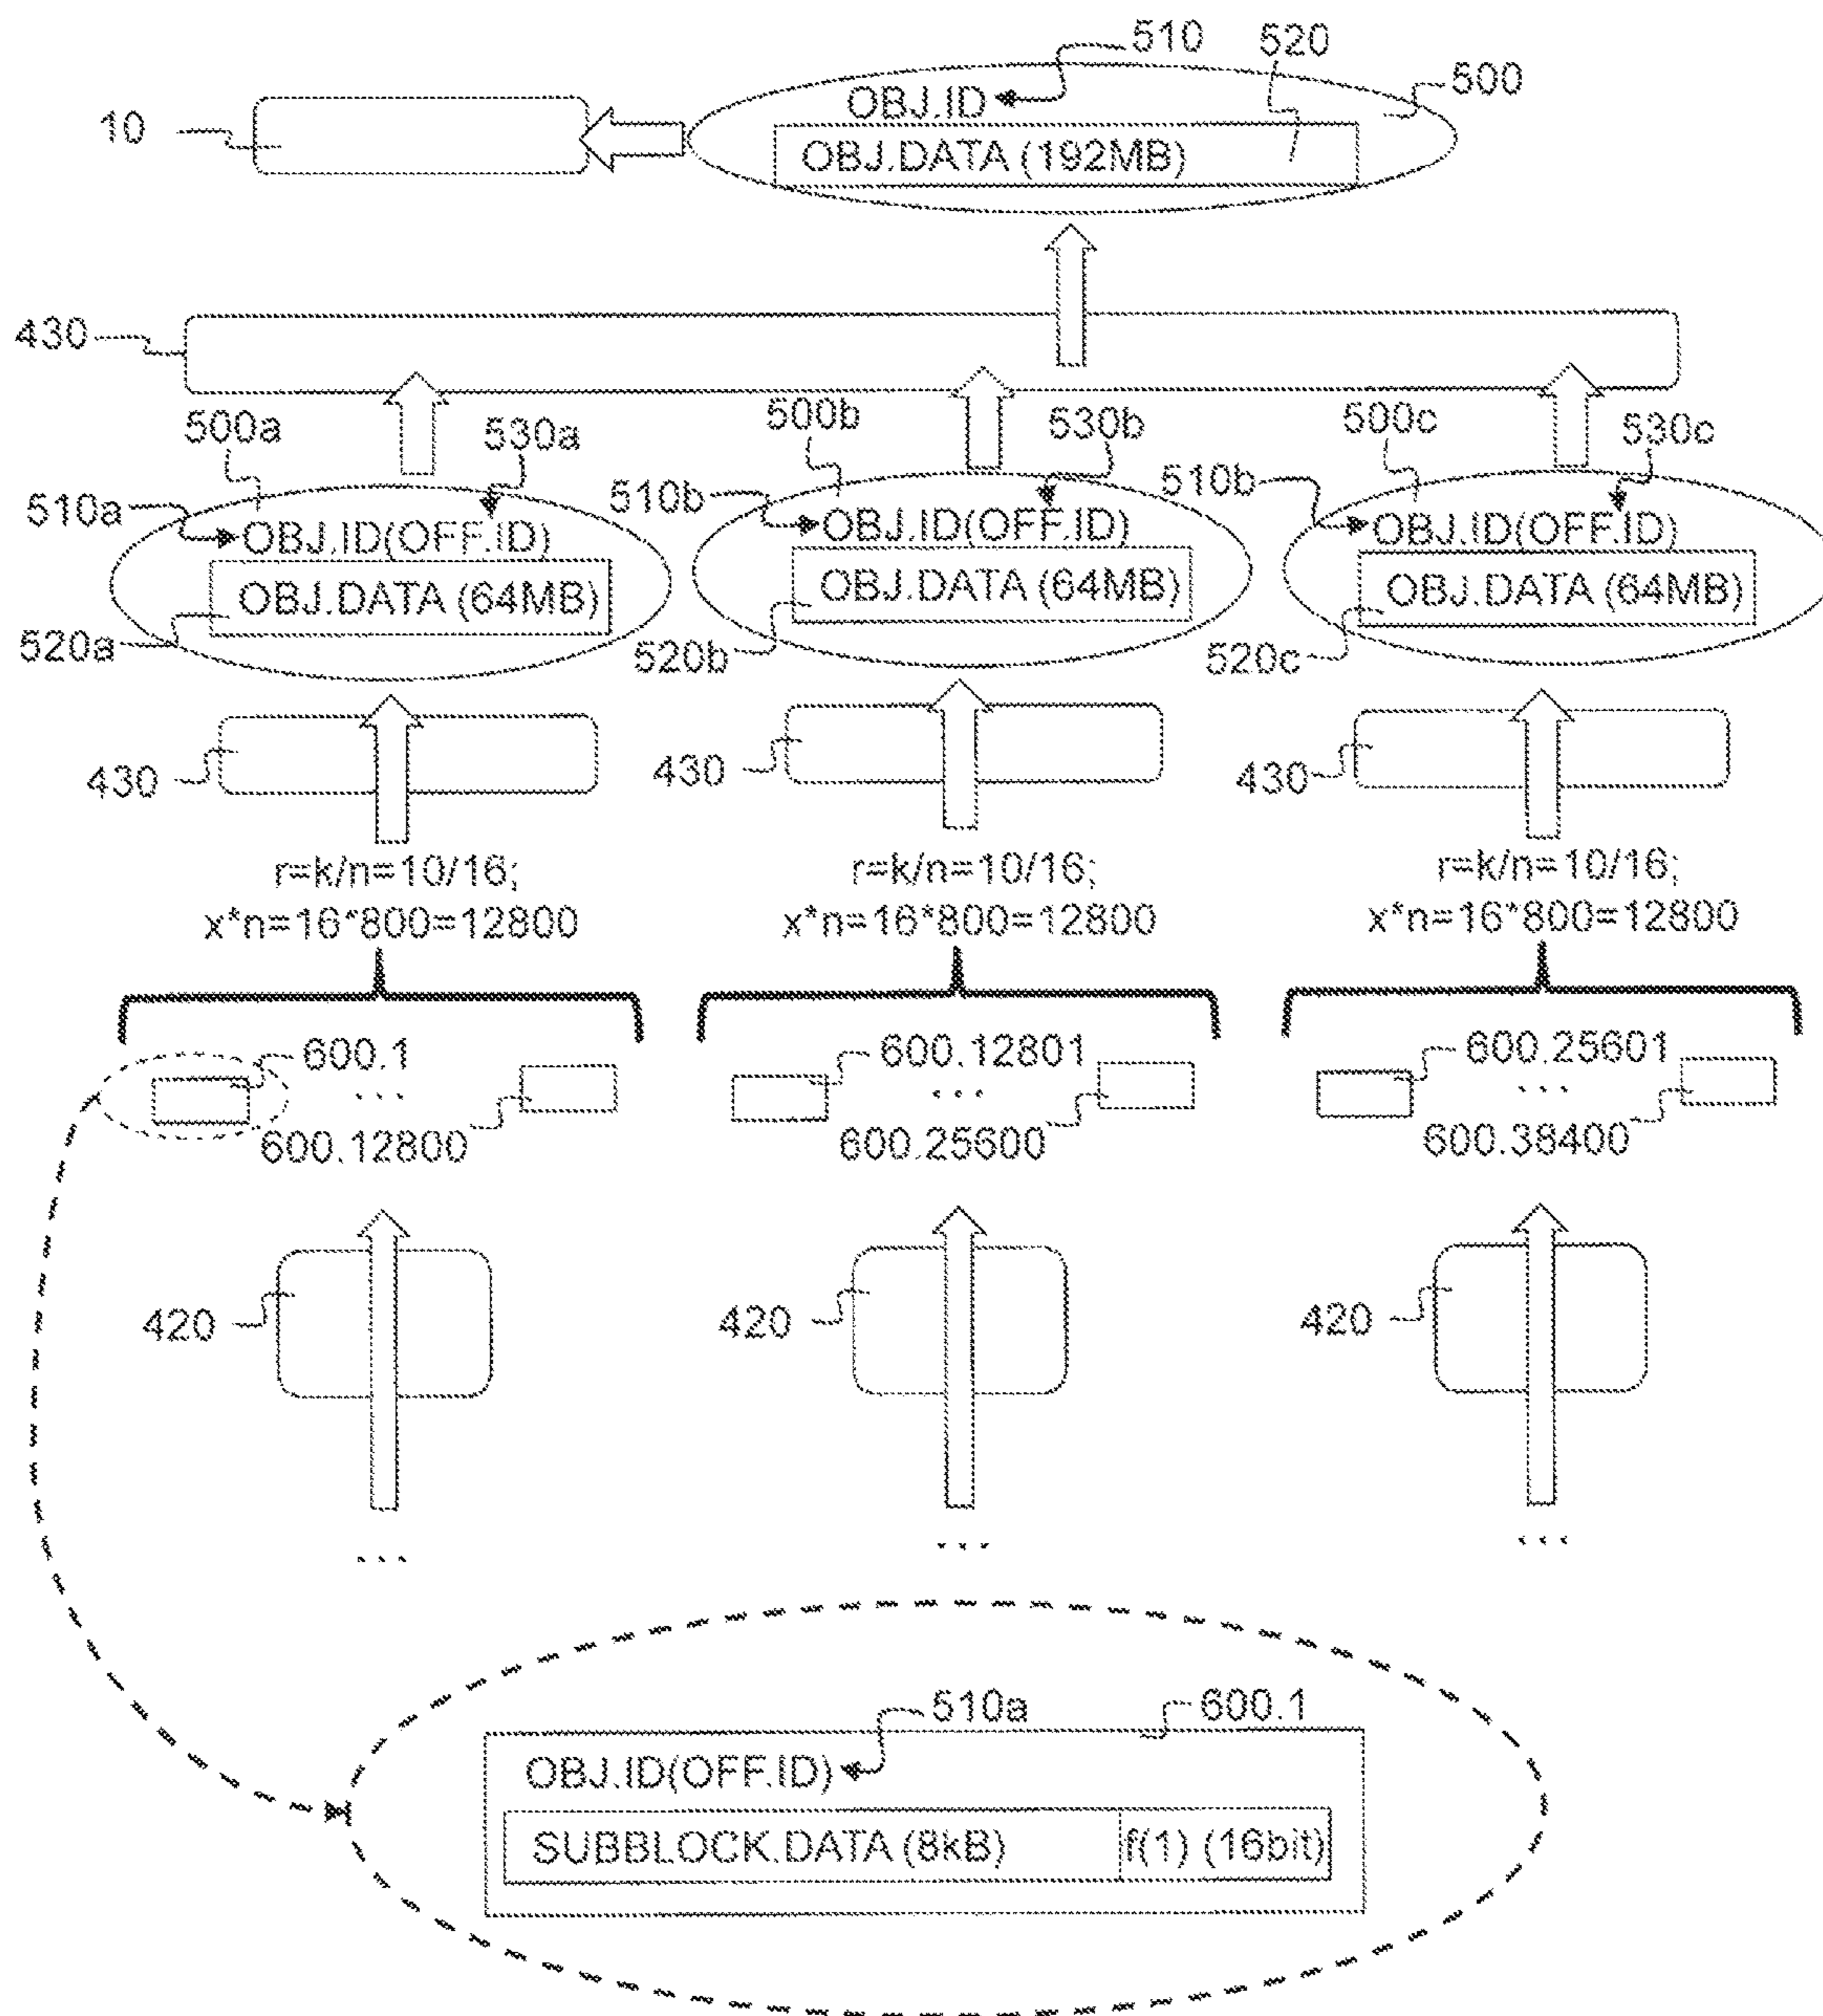 510 520
500
OBJ.ID
10
OBJ.DATA (192MB)
430
500a 530a 500b 530b 500c 530c
510a 510b 510b
OBJ.ID(OFF.ID) OBJ.ID(OFF.ID) OBJ.ID(OFF.ID)
OBJ.DATA (64MB) OBJ.DATA (64MB) OBJ.DATA (64MB)
520a 520b 520c
430 430 430
r=k/n=10/16; r=k/n=10/16; r=k/n=10/16;
x*n=16*800=12800 x*n=16*800=12800 x*n=16*800=12800
600.1 600.12801 600.25601
... ... ...
600.12800 600.25600 600.38400
420 420 420
... ... ...
510a 600.1
OBJ.ID(OFF.ID)
SUBBLOCK.DATA (8kB) f(1) (16bit)